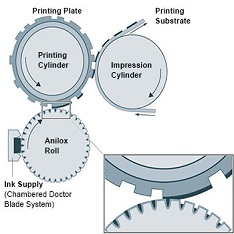 Printing Plate
Printing
Substrate
Printing
Cylinder
Impression
Cylinder
Anilox
Roll
Ink Supply
(Chambered Doctor
Blade System)